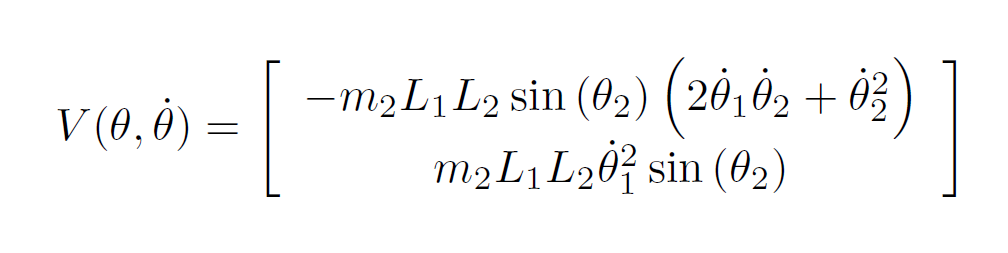 V(θ, θ̇) = [ −m₂L₁L₂ sin (θ₂) (2θ̇₁θ̇₂ + θ̇₂²)
m₂L₁L₂θ̇₁² sin (θ₂) ]